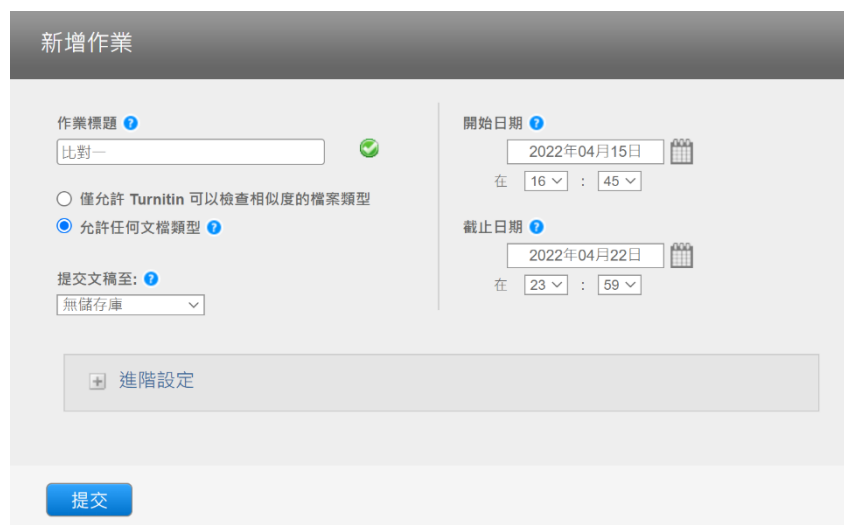 新增作業
作業標題 ?
比對一
僅允許 Turnitin 可以檢查相似度的檔案類型
允許任何文檔類型 ?
提交文稿至: ?
無儲存庫
開始日期 ?
2022年04月15日
在 16 : 45
截止日期 ?
2022年04月22日
在 23 : 59
進階設定
提交